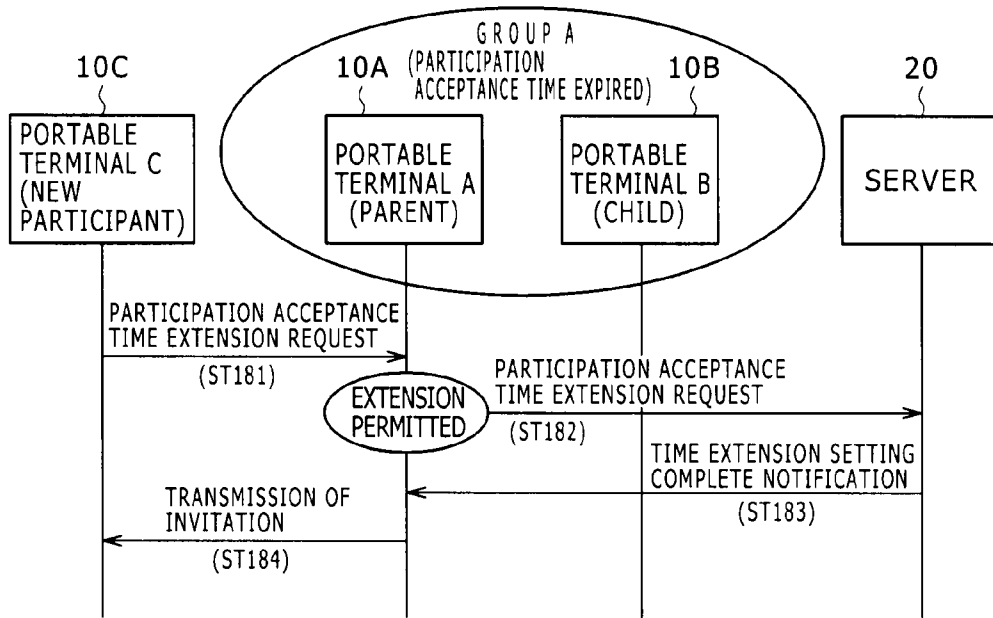 GROUP A
(PARTICIPATION
ACCEPTANCE TIME EXPIRED)
10C
10A
10B
20
PORTABLE
TERMINAL C
(NEW
PARTICIPANT)
PORTABLE
TERMINAL A
(PARENT)
PORTABLE
TERMINAL B
(CHILD)
SERVER
PARTICIPATION ACCEPTANCE
TIME EXTENSION REQUEST
(ST181)
EXTENSION
PERMITTED
PARTICIPATION ACCEPTANCE
TIME EXTENSION REQUEST
(ST182)
TIME EXTENSION SETTING
COMPLETE NOTIFICATION
(ST183)
TRANSMISSION OF
INVITATION
(ST184)